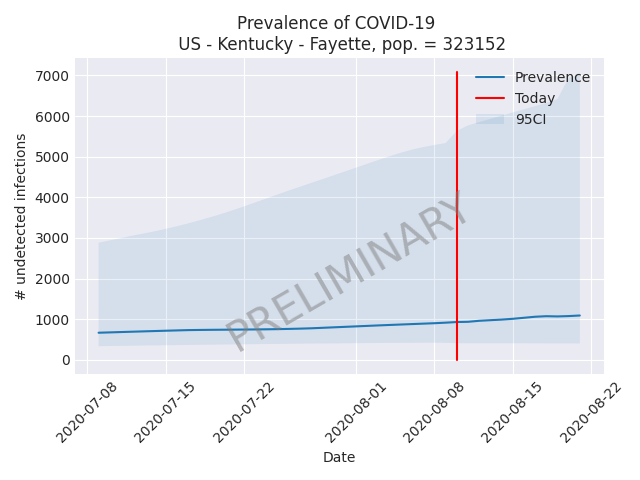 Prevalence of COVID-19
US - Kentucky - Fayette, pop. = 323152
7000
6000
5000
4000
3000
2000
1000
0
# undetected infections
Prevalence
Today
95CI
PRELIMINARY
2020-07-08
2020-07-15
2020-07-22
2020-08-01
2020-08-08
2020-08-15
2020-08-22
Date